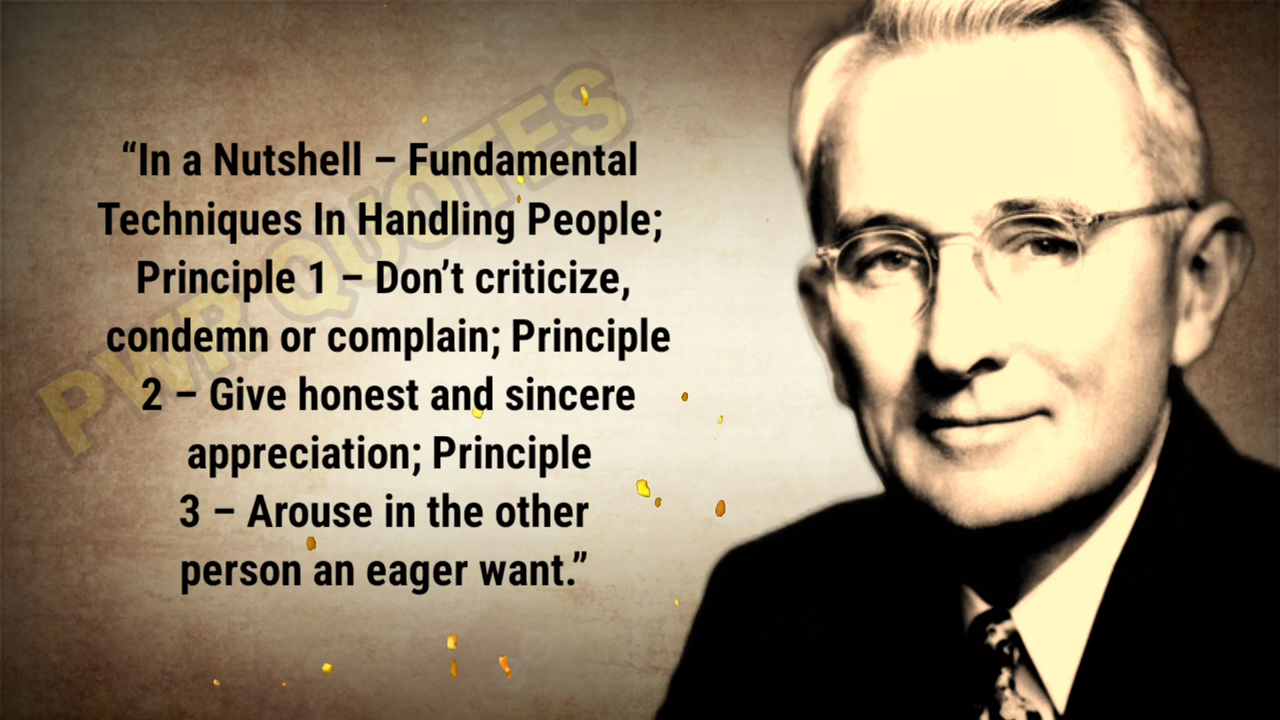 “In a Nutshell – Fundamental
Techniques In Handling People;
Principle 1 – Don’t criticize,
condemn or complain; Principle
2 – Give honest and sincere
appreciation; Principle
3 – Arouse in the other
person an eager want.”
PWR QUOTES